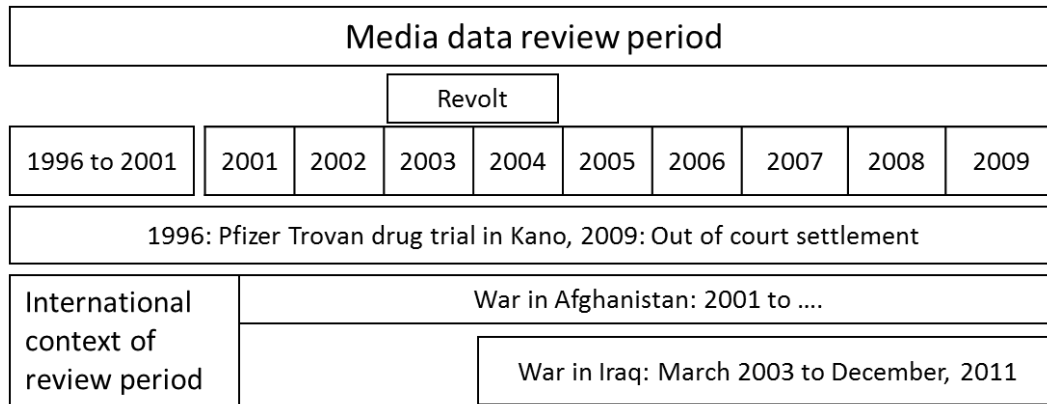 Media data review period
Revolt
1996 to 2001 2001 2002 2003 2004 2005 2006 2007 2008 2009
1996: Pfizer Trovan drug trial in Kano, 2009: Out of court settlement
International
context of
review period
War in Afghanistan: 2001 to ....
War in Iraq: March 2003 to December, 2011